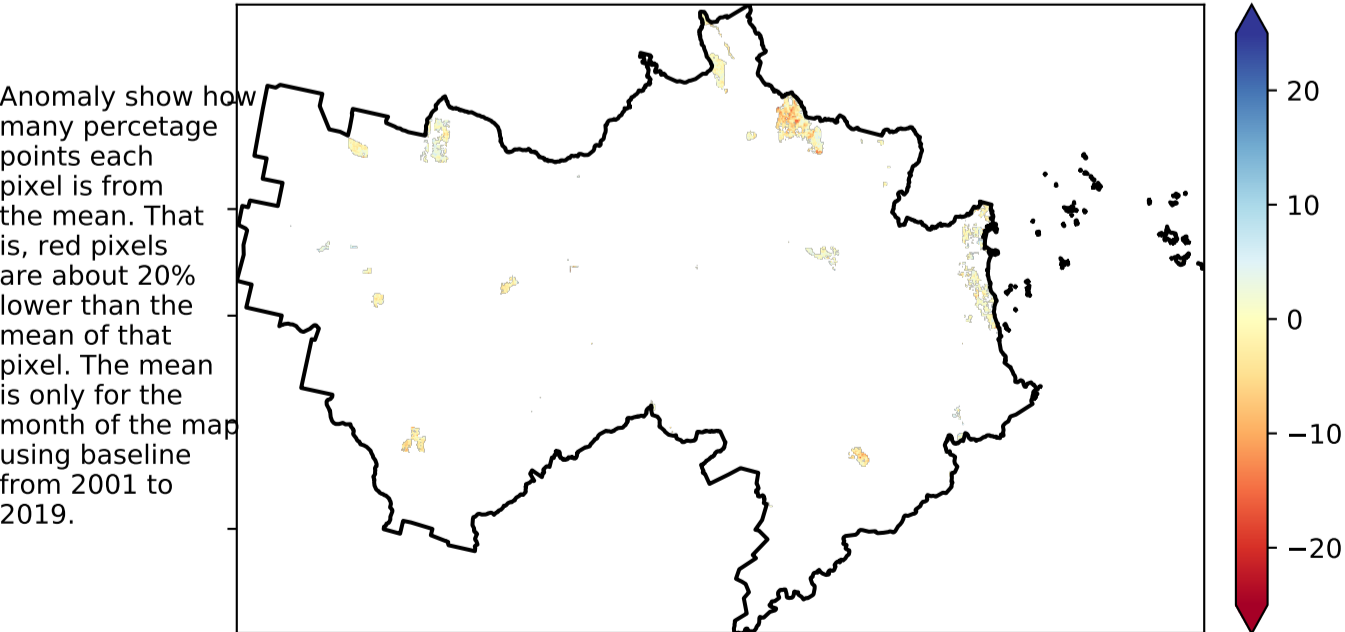 Anomaly show how
many percetage
points each
pixel is from
the mean. That
is, red pixels
are about 20%
lower than the
mean of that
pixel. The mean
is only for the
month of the map
using baseline
from 2001 to
2019.
20
10
0
−10
−20